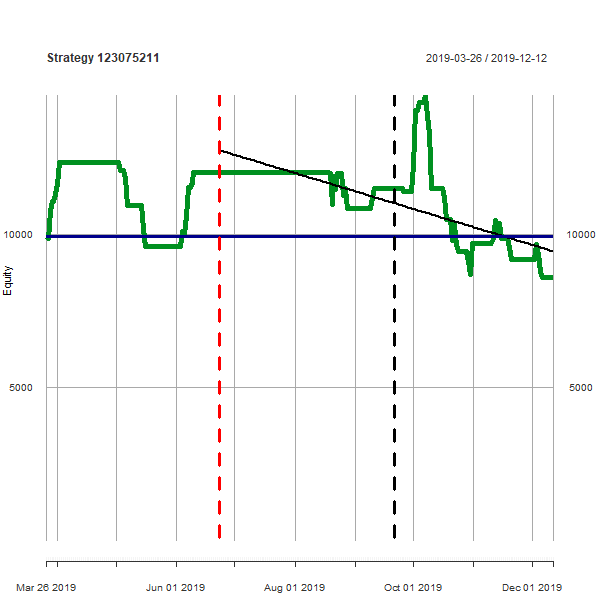 Strategy 123075211
2019-03-26 / 2019-12-12
10000
10000
Equity
5000
5000
Mar 26 2019
Jun 01 2019
Aug 01 2019
Oct 01 2019
Dec 01 2019